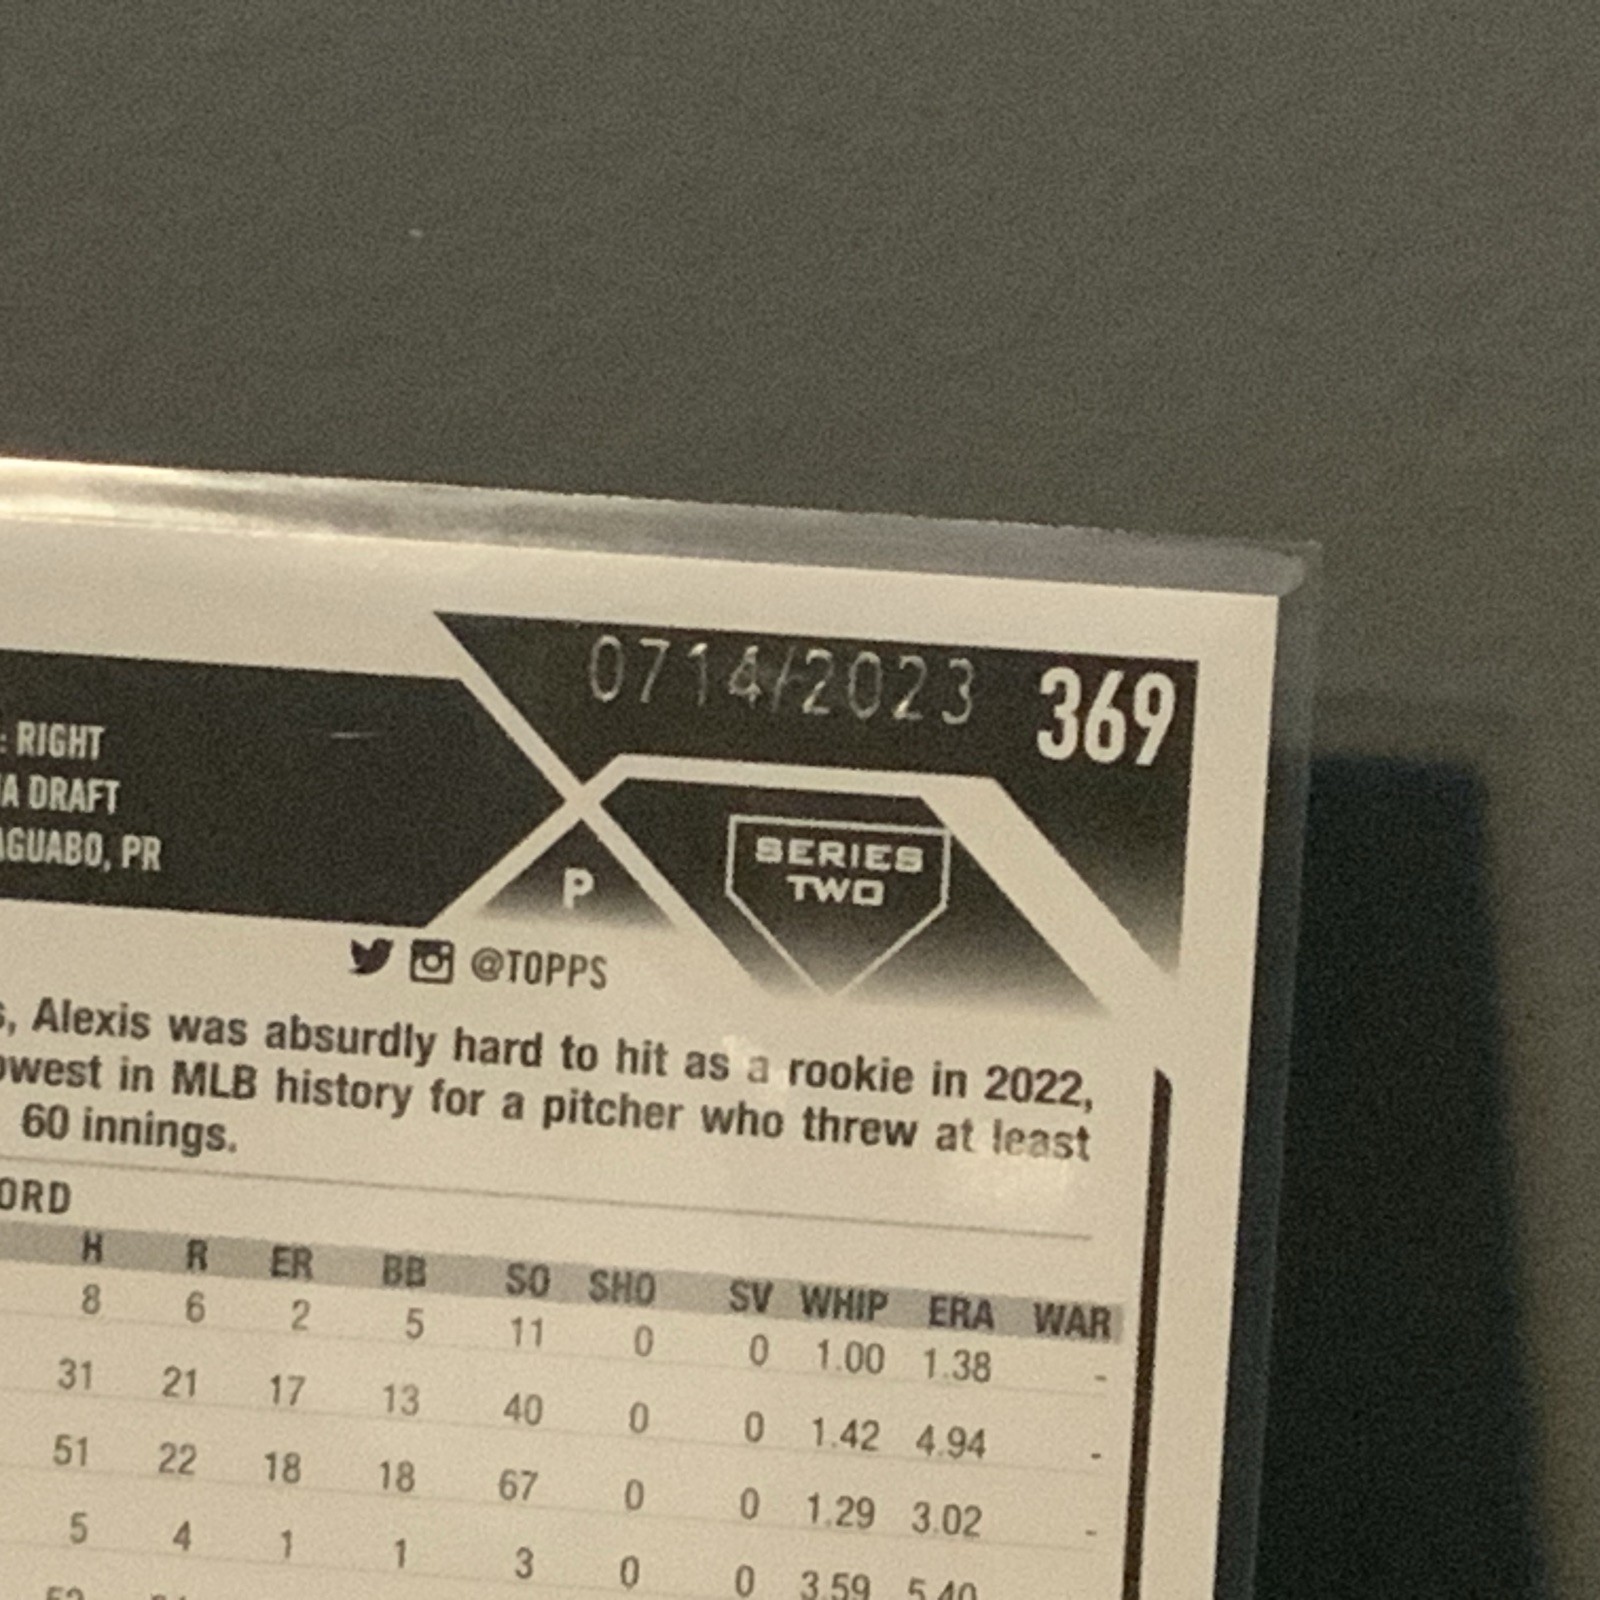 0714/2023 369
: RIGHT
A DRAFT
AGUABO, PR
P
SERIES
TWO
@TOPPS
, Alexis was absurdly hard to hit as a rookie in 2022,
owest in MLB history for a pitcher who threw at least
60 innings.
ORD
H R ER BB SO SHO SV WHIP ERA WAR
8 6 2 5 11 0 0 1.00 1.38 -
31 21 17 13 40 0 0 1.42 4.94 -
51 22 18 18 67 0 0 1.29 3.02 -
5 4 1 1 3 0 0 3.59 5.40